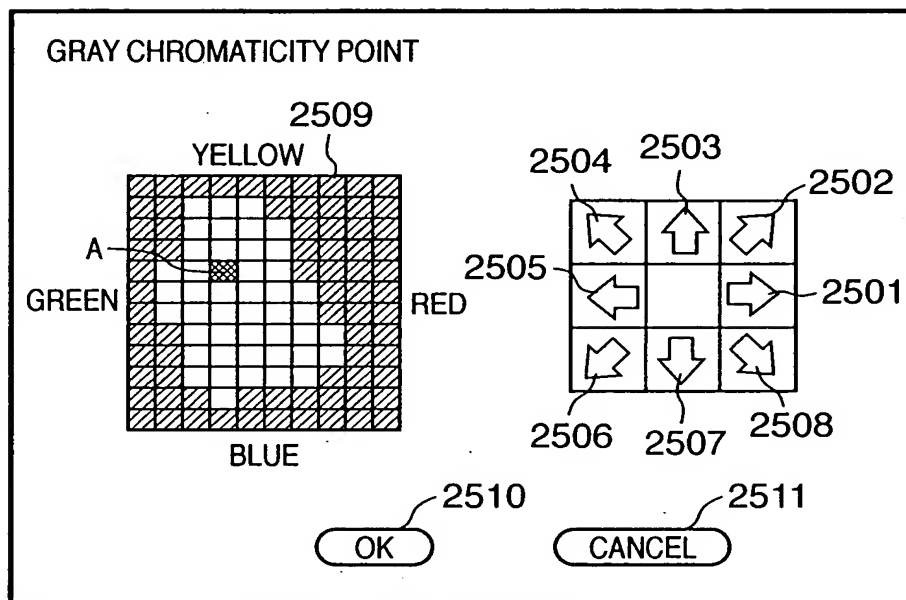 GRAY CHROMATICITY POINT
2509
YELLOW
2504
2503
2502
A
2505
GREEN
RED
2501
BLUE
2506
2507
2508
2510
2511
OK
CANCEL